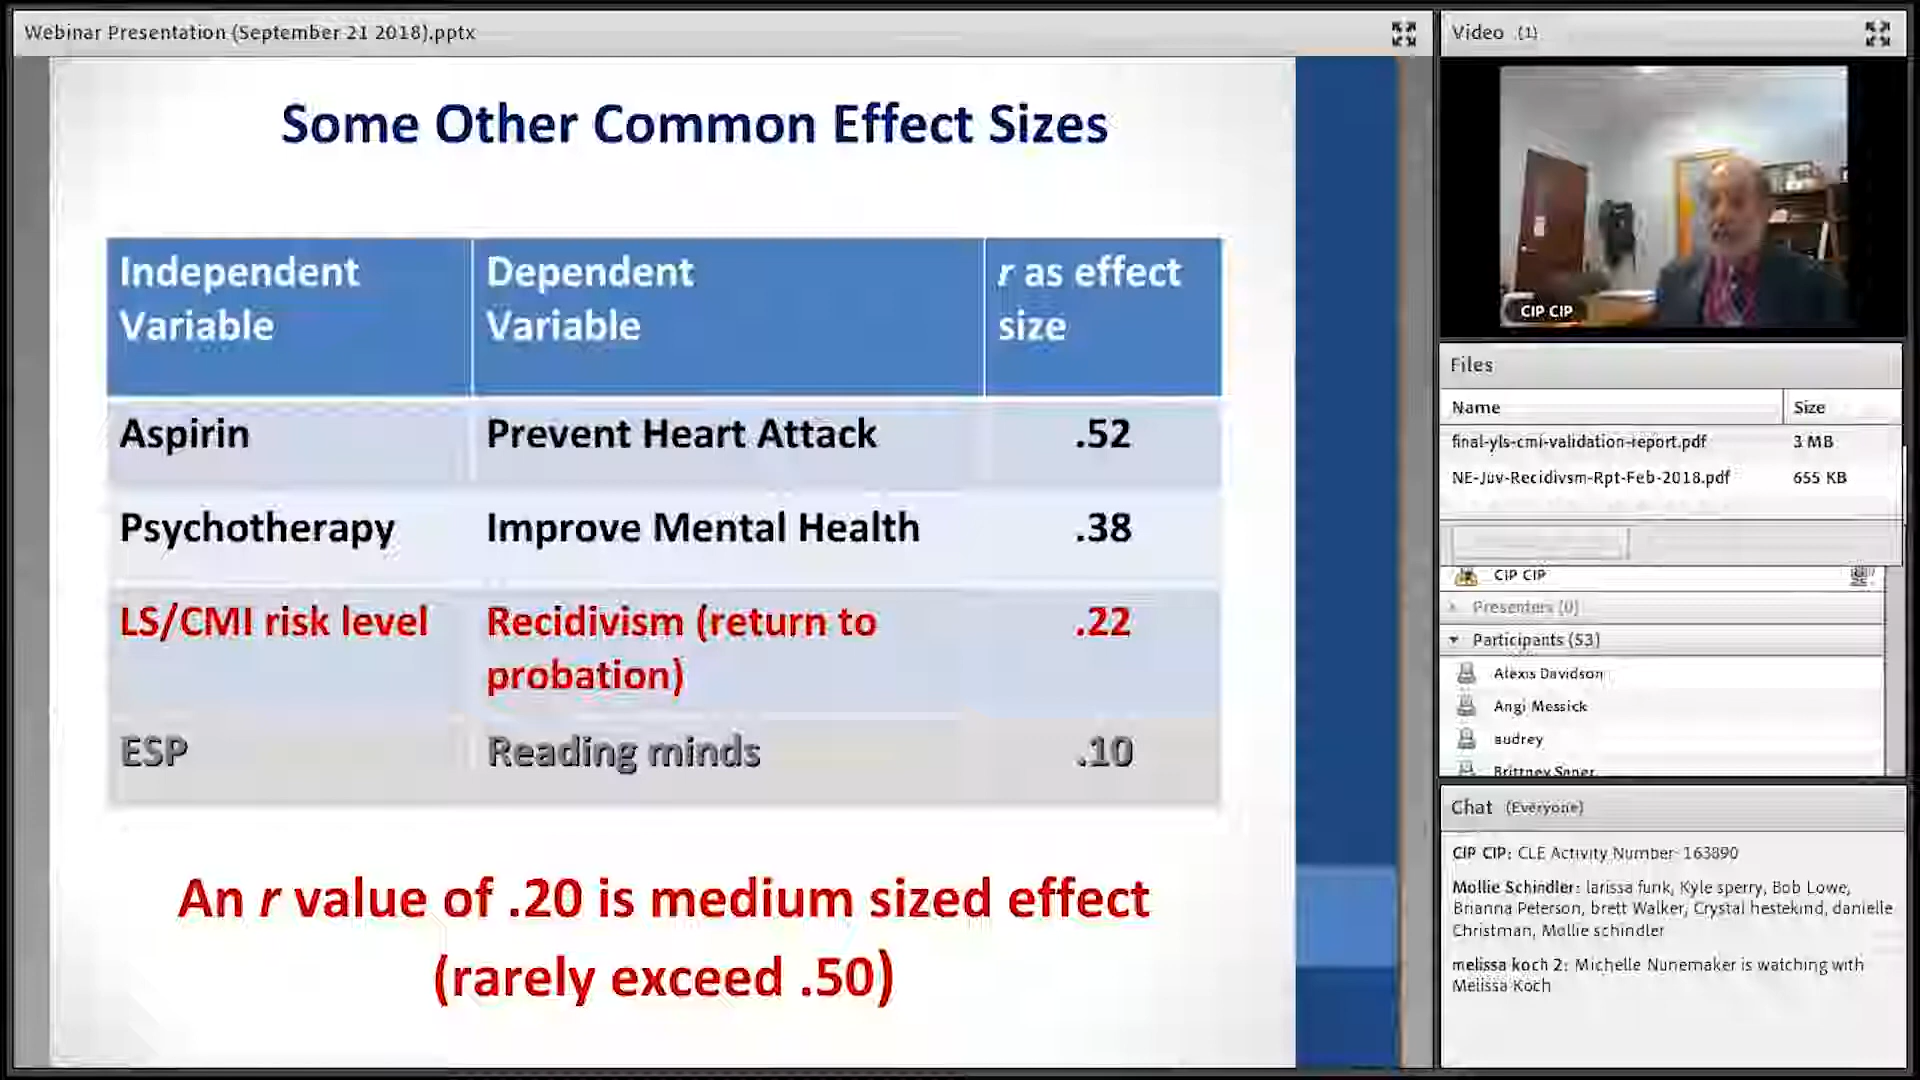 Webinar Presentation (September 21 2018).pptx
Some Other Common Effect Sizes
Independent Variable
Dependent Variable
r as effect size
Aspirin
Prevent Heart Attack
.52
Psychotherapy
Improve Mental Health
.38
LS/CMI risk level
Recidivism (return to
probation)
.22
ESP
Reading minds
.10
An r value of .20 is medium sized effect
(rarely exceed .50)
Video (1)
CIP CIP
Files
Name
Size
final-yls-cmi-validation-report.pdf
3 MB
NE-Juv-Recidivsm-Rpt-Feb-2018.pdf
655 KB
CIP CIP
Presenters (0)
Participants (53)
Alexis Davidson
Angi Messick
audrey
Brittney
Chat (Everyone)
CIP CIP: CLE Activity Number 163890
Mollie Schindler: larissa funk, Kyle sperry, Bob Lowe,
Brianna Peterson, brett Walker, Crystal hestekind, danielle
Christman, Mollie schindler
melissa koch 2: Michelle Nunemaker is watching with
Melissa Koch